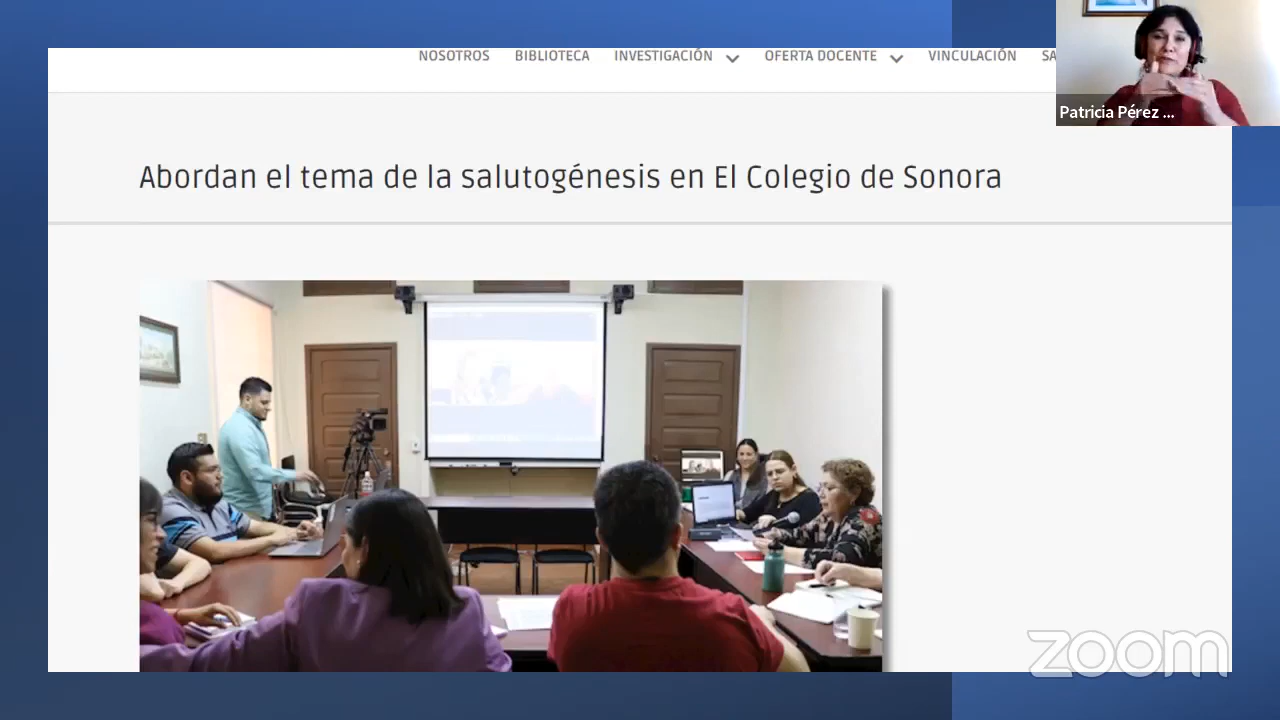 NOSOTROS BIBLIOTECA INVESTIGACIÓN OFERTA DOCENTE VINCULACIÓN SA
Patricia Pérez ...
Abordan el tema de la salutogénesis en El Colegio de Sonora
zoom